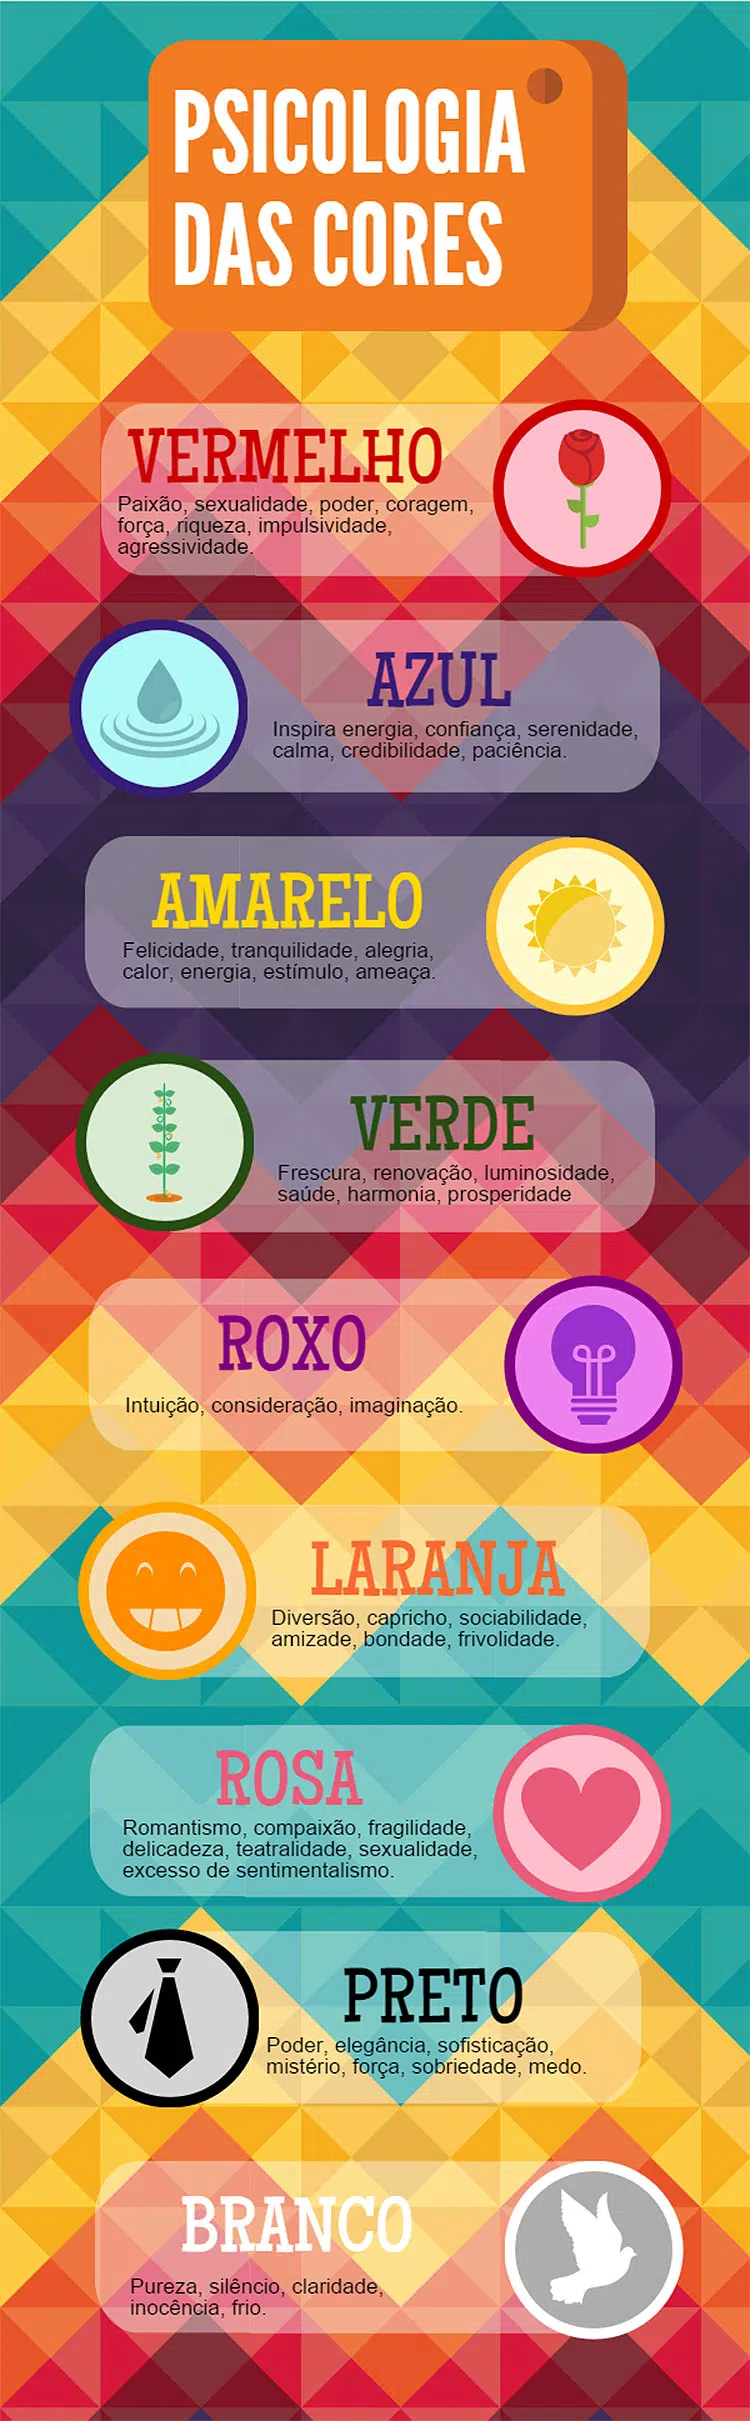 PSICOLOGIA
DAS CORES
VERMELHO
Paixão, sexualidade, poder, coragem,
força, riqueza, impulsividade,
agressividade.
AZUL
Inspira energia, confiança, serenidade,
calma, credibilidade, paciência.
AMARELO
Felicidade, tranquilidade, alegria,
calor, energia, estímulo, ameaça.
VERDE
Frescura, renovação, luminosidade,
saúde, harmonia, prosperidade
ROXO
Intuição, consideração, imaginação.
LARANJA
Diversão, capricho, sociabilidade,
amizade, bondade, frivolidade.
ROSA
Romantismo, compaixão, fragilidade,
delicadeza, teatralidade, sexualidade,
excesso de sentimentalismo.
PRETO
Poder, elegância, sofisticação,
mistério, força, sobriedade, medo.
BRANCO
Pureza, silêncio, claridade,
inocência, frio.